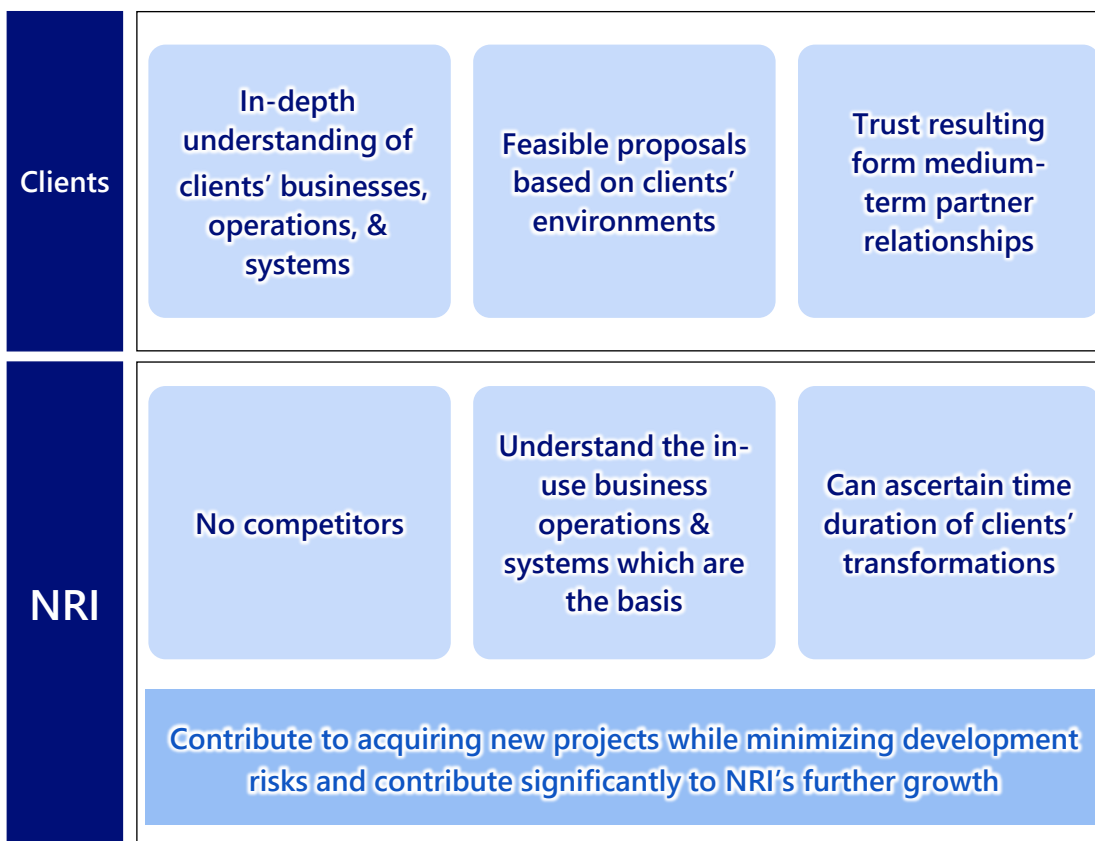 Clients
In-depth
understanding of
clients’ businesses,
operations, &
systems
Feasible proposals
based on clients’
environments
Trust resulting
form medium-
term partner
relationships
NRI
No competitors
Understand the in-
use business
operations &
systems which are
the basis
Can ascertain time
duration of clients’
transformations
Contribute to acquiring new projects while minimizing development
risks and contribute significantly to NRI’s further growth